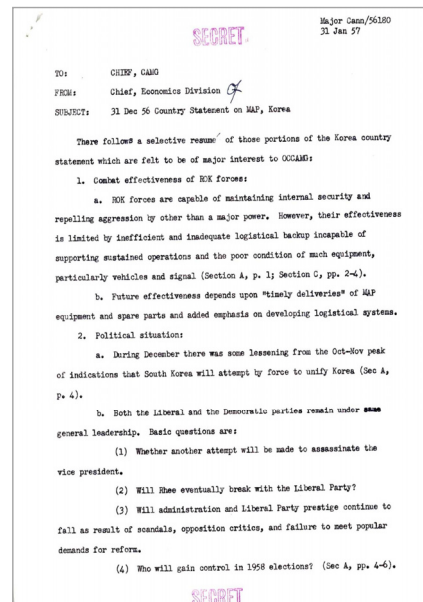 Major Cann/56180
31 Jan 57
SECRET
TO: CHIEF, CAMG
FROM: Chief, Economics Division
SUBJECT: 31 Dec 56 Country Statement on MAP, Korea
There follows a selective resume of those portions of the Korea country
statement which are felt to be of major interest to OCCAMG:
1. Combat effectiveness of ROK forces:
a. ROK forces are capable of maintaining internal security and
repelling aggression by other than a major power. However, their effectiveness
is limited by inefficient and inadequate logistical backup incapable of
supporting sustained operations and the poor condition of much equipment,
particularly vehicles and signal (Section A, p. 1; Section C, pp. 2-4).
b. Future effectiveness depends upon "timely deliveries" of MAP
equipment and spare parts and added emphasis on developing logistical systems.
2. Political situation:
a. During December there was some lessening from the Oct-Nov peak
of indications that South Korea will attempt by force to unify Korea (Sec A,
p. 4).
b. Both the Liberal and the Democratic parties remain under same
general leadership. Basic questions are:
(1) Whether another attempt will be made to assassinate the
vice president.
(2) Will Rhee eventually break with the Liberal Party?
(3) Will administration and Liberal Party prestige continue to
fall as result of scandals, opposition critics, and failure to meet popular
demands for reform.
(4) Who will gain control in 1958 elections? (Sec A, pp. 4-6).
SECRET